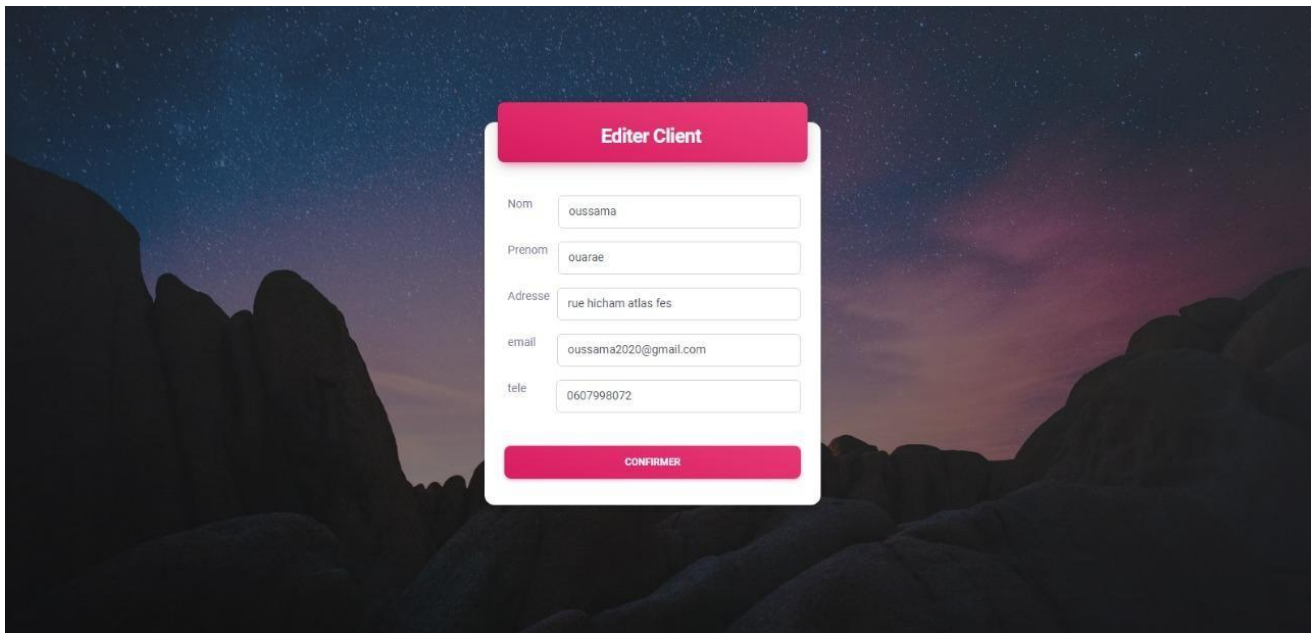 Editer Client
Nom
oussama
Prenom
ouarae
Adresse
rue hicham atlas fes
email
oussama2020@gmail.com
tele
0607998072
CONFIRMER